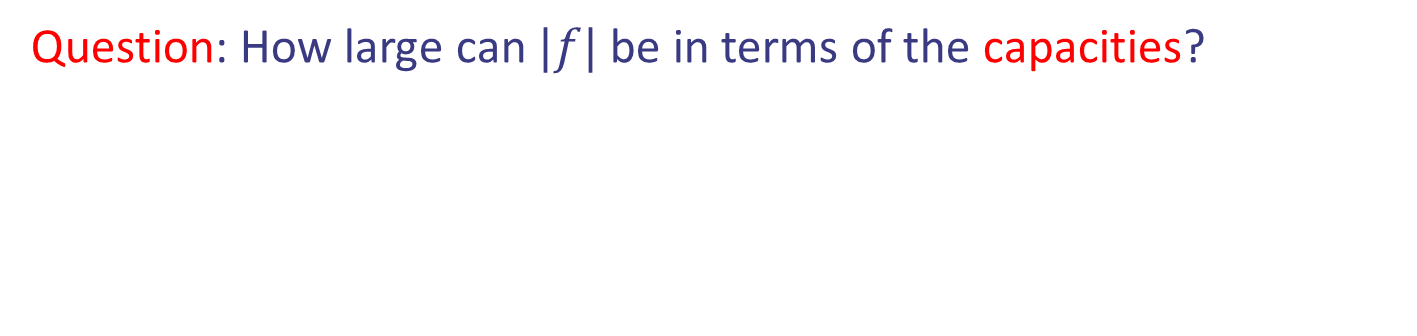 Question: How large can |f| be in terms of the capacities?